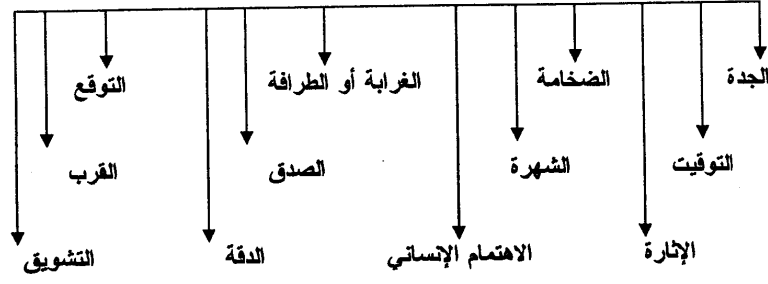 الجدة الضخامة الغرابة أو الطرافة التوقع
التوقيت الشهرة الصدق القرب
الإثارة الاهتمام الإنساني الدقة التشويق